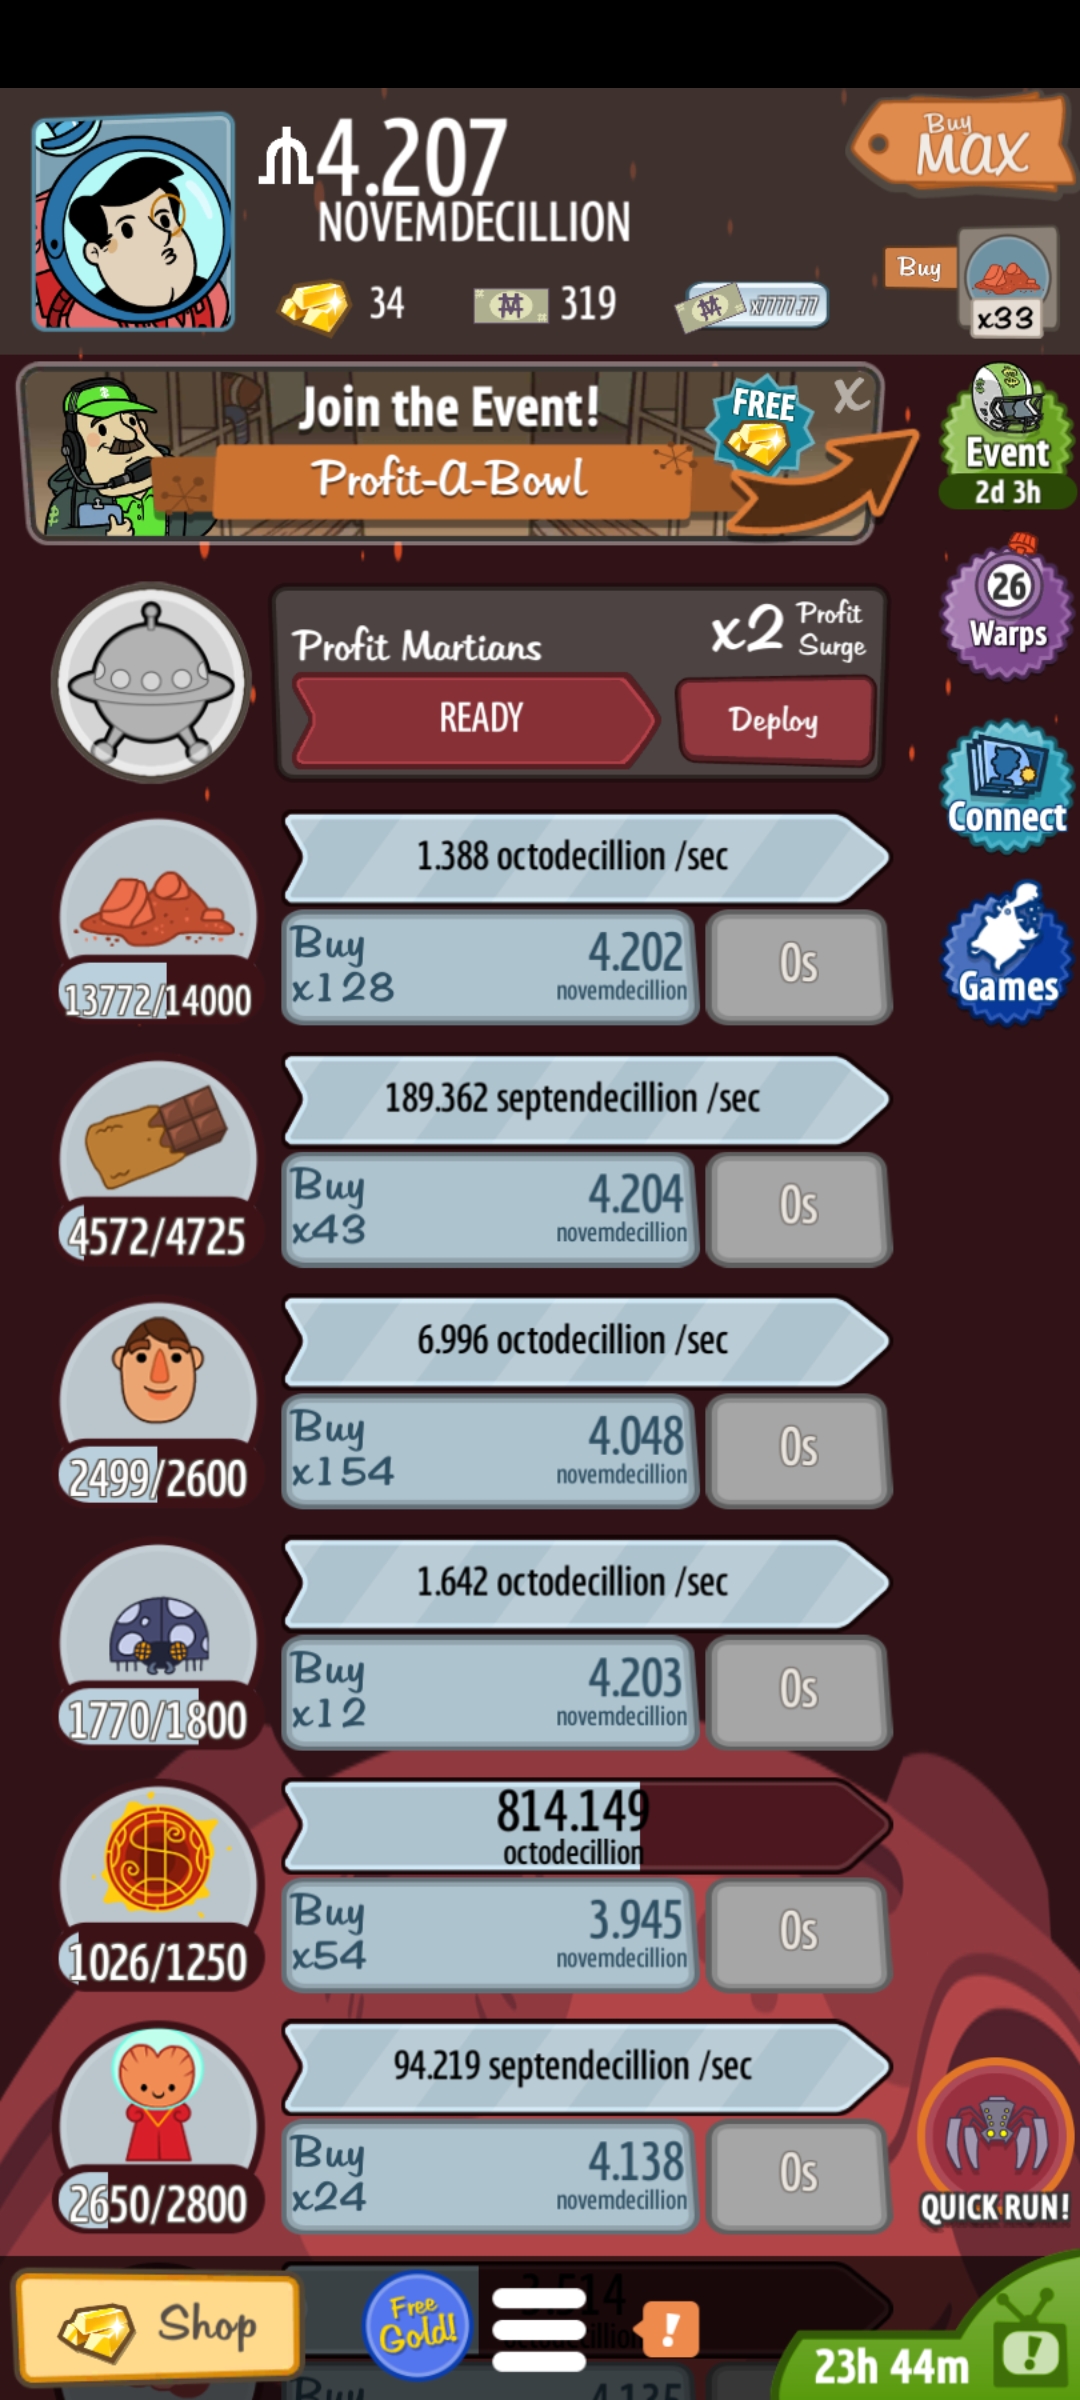 4.207
NOVEMDECILLION
Buy
MAX
34
319
x7777.77
Buy
x33
Join the Event!
Profit-A-Bowl
FREE
X
Event
2d 3h
26
Warps
Profit Martians
x2 Profit Surge
READY
Deploy
Connect
1.388 octodecillion /sec
13772/14000
Buy
x128
4.202
novemdecillion
0s
Games
189.362 septendecillion /sec
4572/4725
Buy
x43
4.204
novemdecillion
0s
6.996 octodecillion /sec
2499/2600
Buy
x154
4.048
novemdecillion
0s
1.642 octodecillion /sec
1770/1800
Buy
x12
4.203
novemdecillion
0s
814.149
octodecillion
1026/1250
Buy
x54
3.945
novemdecillion
0s
94.219 septendecillion /sec
2650/2800
Buy
x24
4.138
novemdecillion
0s
QUICK RUN!
Shop
Free
Gold!
!
23h 44m
!